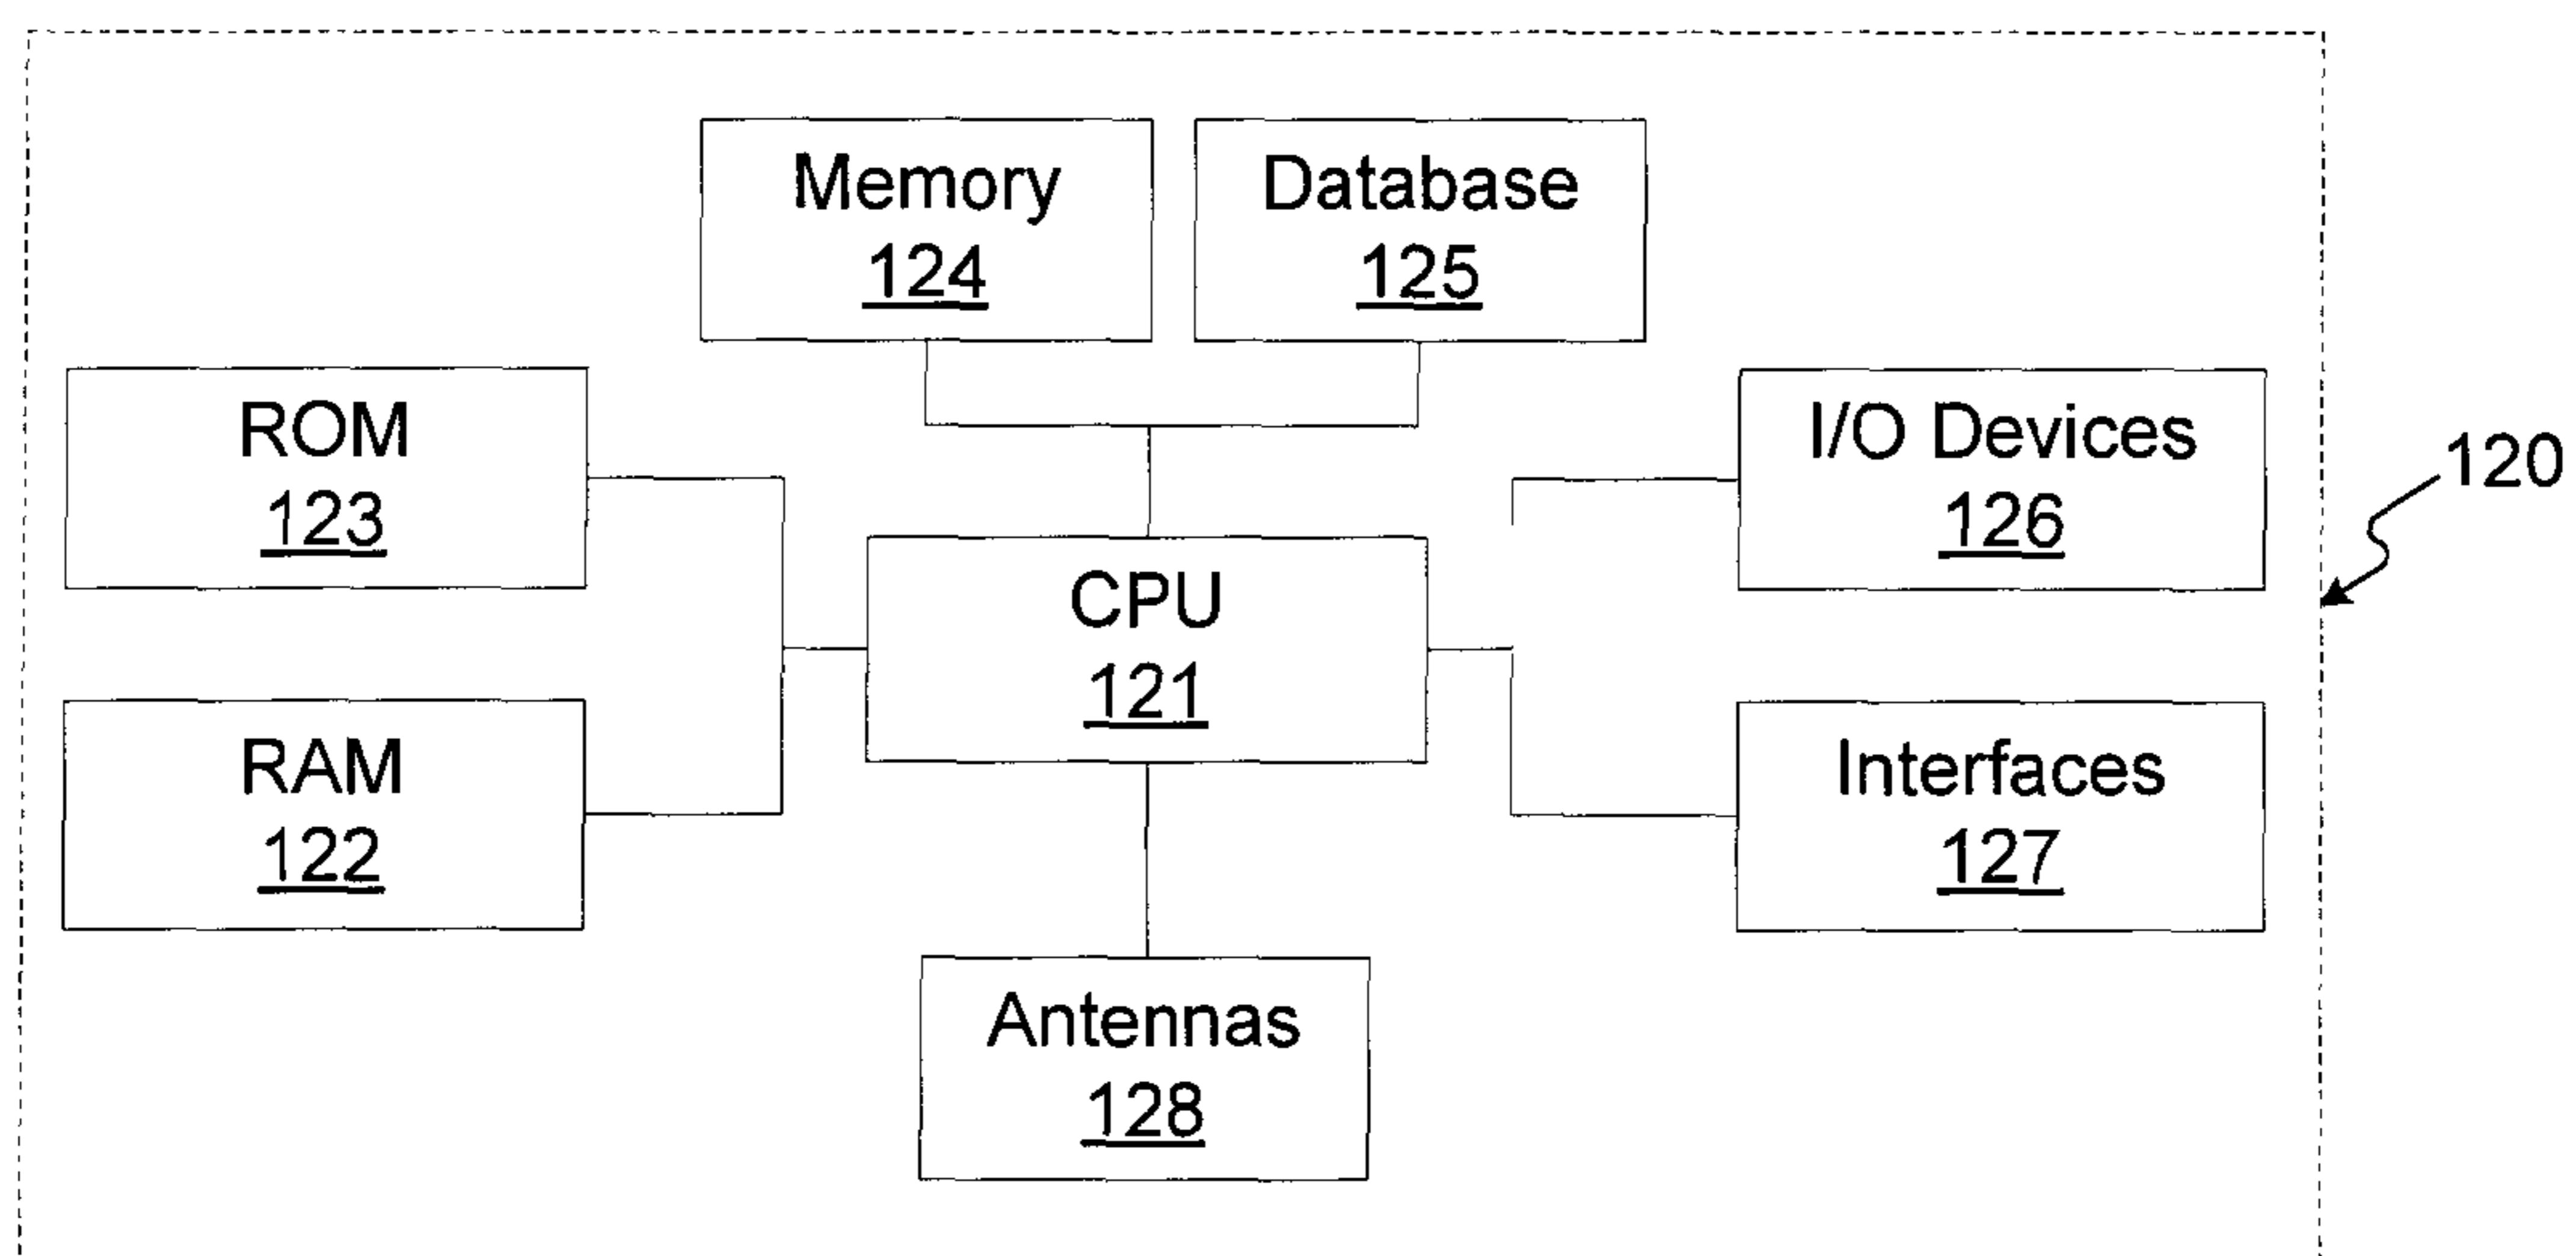 Memory
124
Database
125
ROM
123
I/O Devices
126
120
CPU
121
RAM
122
Interfaces
127
Antennas
128